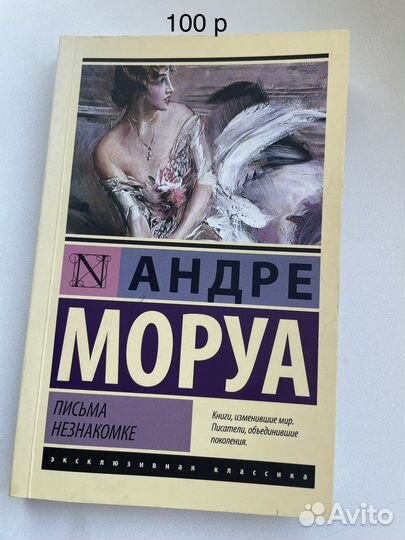 100 р
N
АНДРЕ
МОРУА
ПИСЬМА
НЕЗНАКОМКЕ
Книги, изменившие мир.
Писатели, объединившие
поколения.
эксклюзивная классика
Avito